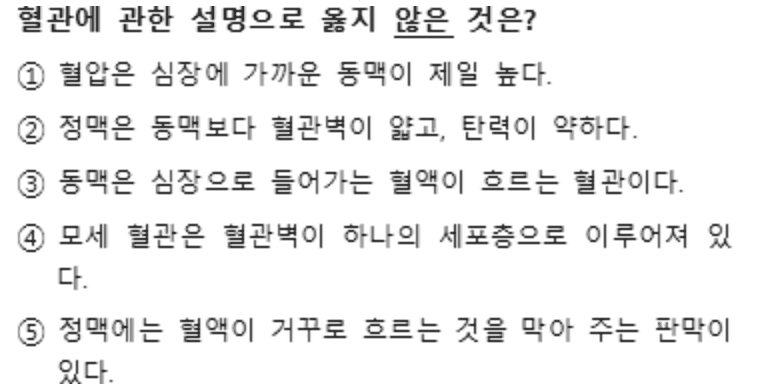 혈관에 관한 설명으로 옳지 않은 것은?
① 혈압은 심장에 가까운 동맥이 제일 높다.
② 정맥은 동맥보다 혈관벽이 얇고, 탄력이 약하다.
③ 동맥은 심장으로 들어가는 혈액이 흐르는 혈관이다.
④ 모세 혈관은 혈관벽이 하나의 세포층으로 이루어져 있
다.
⑤ 정맥에는 혈액이 거꾸로 흐르는 것을 막아 주는 판막이
있다.